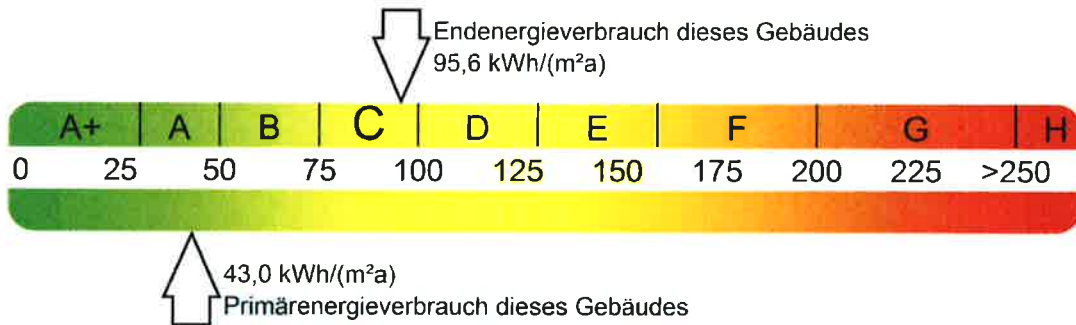 Endenergieverbrauch dieses Gebäudes
95,6 kWh/(m²a)
A+ A B C D E F G H
0 25 50 75 100 125 150 175 200 225 >250
43,0 kWh/(m²a)
Primärenergieverbrauch dieses Gebäudes